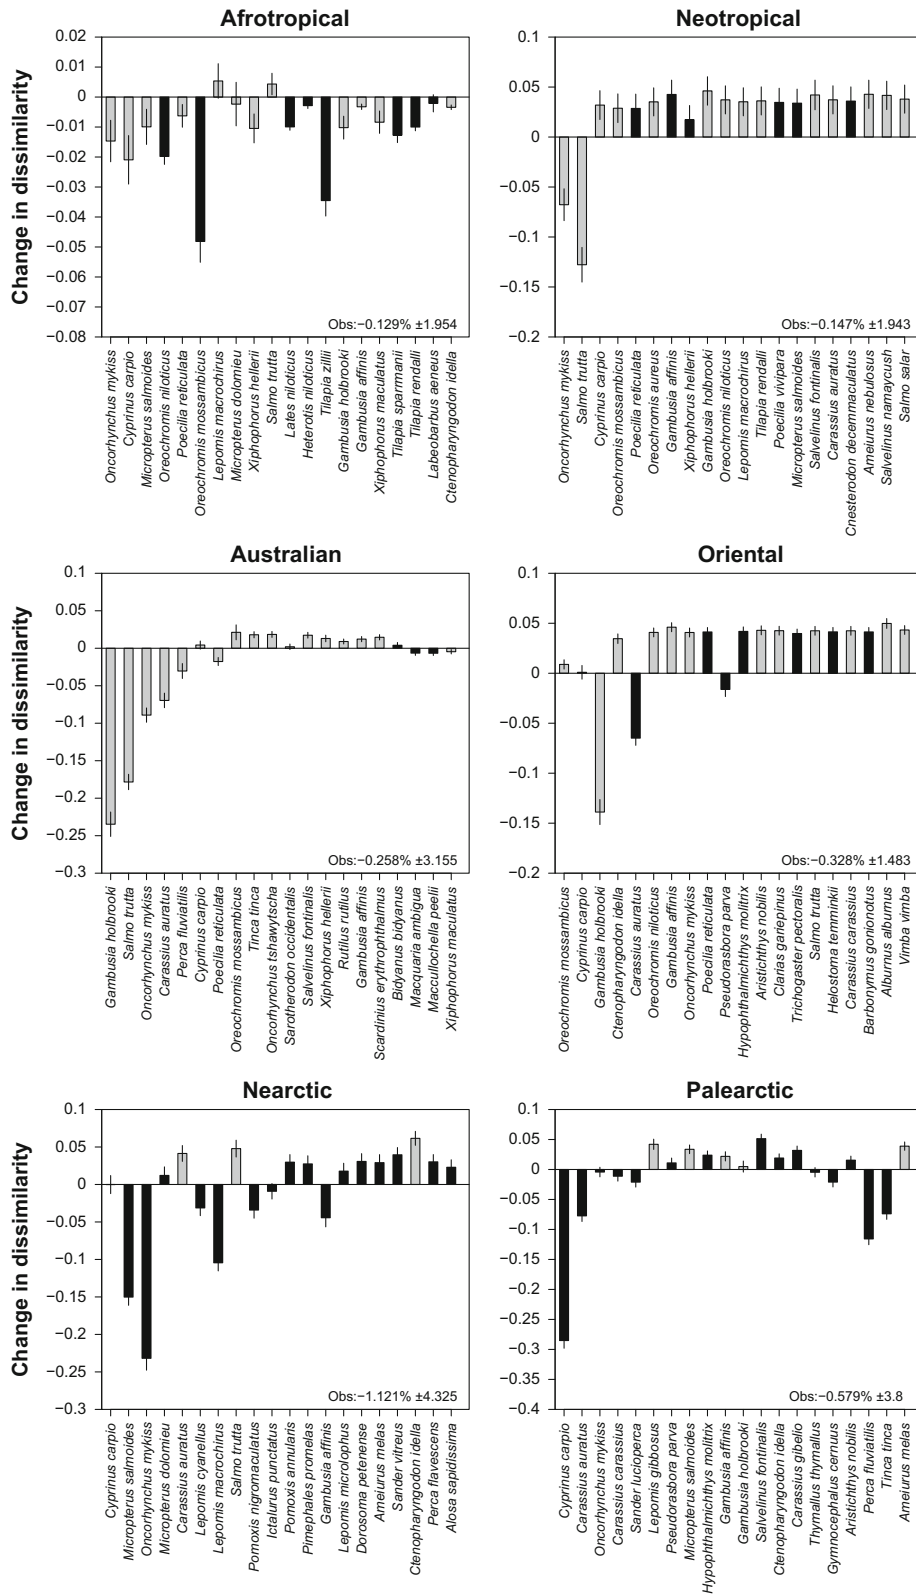 Afrotropical
Change in dissimilarity
0.02
0.01
0
−0.01
−0.02
−0.03
−0.04
−0.05
−0.06
−0.07
−0.08
Obs:−0.129% ±1.954
Oncorhynchus mykiss
Cyprinus carpio
Micropterus salmoides
Oreochromis niloticus
Poecilia reticulata
Oreochromis mossambicus
Lepomis macrochirus
Micropterus dolomieu
Xiphophorus hellerii
Salmo trutta
Lates niloticus
Heterotis niloticus
Tilapia zillii
Gambusia holbrooki
Gambusia affinis
Xiphophorus maculatus
Tilapia sparrmanii
Tilapia rendalli
Labeobarbus aeneus
Ctenopharyngodon idella
Neotropical
0.1
0.05
0
−0.05
−0.1
−0.15
−0.2
Obs:−0.147% ±1.943
Oncorhynchus mykiss
Salmo trutta
Cyprinus carpio
Oreochromis mossambicus
Poecilia reticulata
Oreochromis aureus
Gambusia affinis
Xiphophorus hellerii
Gambusia holbrooki
Oreochromis niloticus
Lepomis macrochirus
Tilapia rendalli
Poecilia vivipara
Micropterus salmoides
Salvelinus fontinalis
Carassius auratus
Cnesterodon decemmaculatus
Ameiurus nebulosus
Salvelinus namaycush
Salmo salar
Australian
Change in dissimilarity
0.1
0.05
0
−0.05
−0.1
−0.15
−0.2
−0.25
−0.3
Obs:−0.258% ±3.155
Gambusia holbrooki
Salmo trutta
Oncorhynchus mykiss
Carassius auratus
Perca fluviatilis
Cyprinus carpio
Poecilia reticulata
Oreochromis mossambicus
Tinca tinca
Oncorhynchus tshawytscha
Sarotherodon occidentalis
Salvelinus fontinalis
Xiphophorus hellerii
Rutilus rutilus
Gambusia affinis
Scardinius erythrophthalmus
Bidyanus bidyanus
Macquaria ambigua
Maccullochella peelii
Xiphophorus maculatus
Oriental
0.1
0.05
0
−0.05
−0.1
−0.15
−0.2
Obs:−0.328% ±1.483
Oreochromis mossambicus
Cyprinus carpio
Gambusia holbrooki
Ctenopharyngodon idella
Carassius auratus
Oreochromis niloticus
Gambusia affinis
Oncorhynchus mykiss
Poecilia reticulata
Pseudorasbora parva
Hypophthalmichthys molitrix
Aristichthys nobilis
Clarias gariepinus
Trichogaster pectoralis
Salmo trutta
Helostoma temminkii
Carassius carassius
Barbonymus gonionotus
Alburnus alburnus
Vimba vimba
Nearctic
Change in dissimilarity
0.1
0.05
0
−0.05
−0.1
−0.15
−0.2
−0.25
−0.3
Obs:−1.121% ±4.325
Cyprinus carpio
Micropterus salmoides
Oncorhynchus mykiss
Micropterus dolomieu
Carassius auratus
Lepomis cyanellus
Lepomis macrochirus
Salmo trutta
Pomoxis nigromaculatus
Ictalurus punctatus
Pomoxis annularis
Pimephales promelas
Gambusia affinis
Lepomis microlophus
Dorosoma petenense
Ameiurus melas
Sander vitreus
Ctenopharyngodon idella
Perca flavescens
Alosa sapidissima
Palearctic
0.1
0.05
0
−0.05
−0.1
−0.15
−0.2
−0.3
−0.4
Obs:−0.579% ±3.8
Cyprinus carpio
Carassius auratus
Oncorhynchus mykiss
Carassius carassius
Sander lucioperca
Lepomis gibbosus
Pseudorasbora parva
Micropterus salmoides
Hypophthalmichthys molitrix
Gambusia affinis
Gambusia holbrooki
Salvelinus fontinalis
Ctenopharyngodon idella
Carassius gibelio
Thymallus thymallus
Gymnocephalus cernuus
Aristichthys nobilis
Perca fluviatilis
Tinca tinca
Ameiurus melas